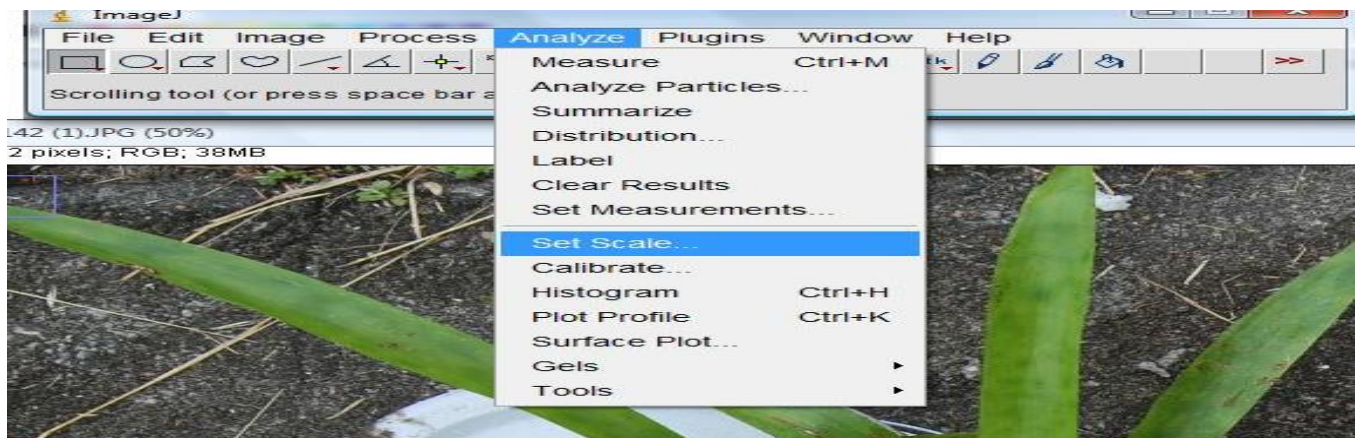 ImageJ
File Edit Image Process Analyze Plugins Window Help
Scrolling tool (or press space bar a
Measure Ctrl+M
Analyze Particles...
Summarize
Distribution...
Label
Clear Results
Set Measurements...
Set Scale...
Calibrate...
Histogram Ctrl+H
Plot Profile Ctrl+K
Surface Plot...
Gels
Tools
142 (1).JPG (50%)
2 pixels; RGB; 38MB